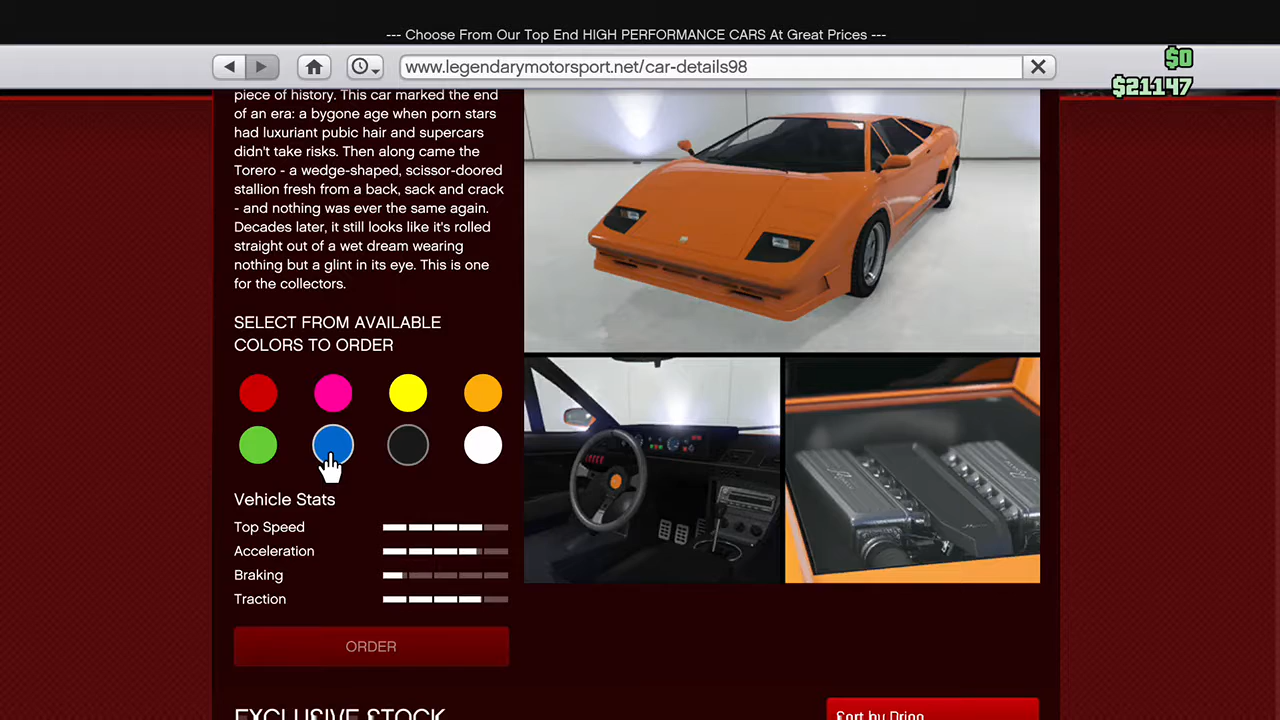 --- Choose From Our Top End HIGH PERFORMANCE CARS At Great Prices ---
www.legendarymotorsport.net/car-details98
$0
$21147
piece of history. This car marked the end
of an era: a bygone age when porn stars
had luxuriant pubic hair and supercars
didn't take risks. Then along came the
Torero - a wedge-shaped, scissor-doored
stallion fresh from a back, sack and crack
- and nothing was ever the same again.
Decades later, it still looks like it's rolled
straight out of a wet dream wearing
nothing but a glint in its eye. This is one
for the collectors.
SELECT FROM AVAILABLE
COLORS TO ORDER
Vehicle Stats
Top Speed
Acceleration
Braking
Traction
ORDER
EXCLUSIVE STOCK
Sort by Price